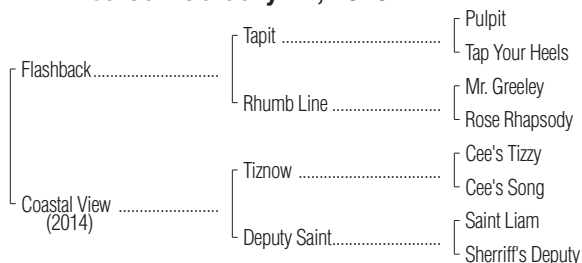 Pulpit
Tapit ........................................
Tap Your Heels
Flashback................................
Mr. Greeley
Rhumb Line ...........................
Rose Rhapsody
Cee's Tizzy
Tiznow ....................................
Cee's Song
Coastal View .........................
(2014)
Saint Liam
Deputy Saint...........................
Sherriff's Deputy